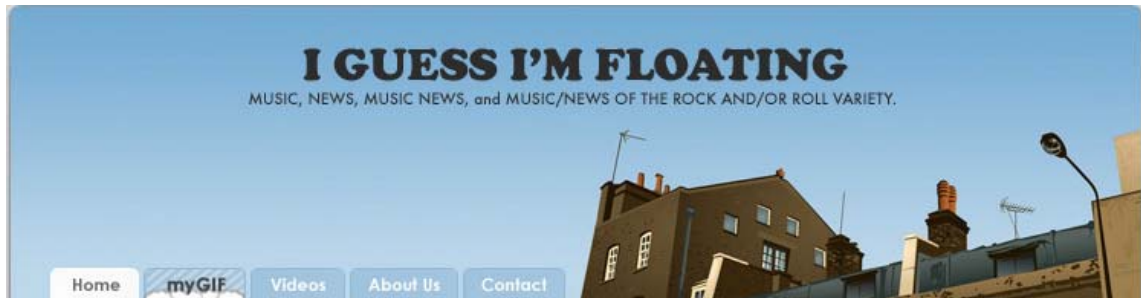 I GUESS I'M FLOATING
MUSIC, NEWS, MUSIC NEWS, and MUSIC/NEWS OF THE ROCK AND/OR ROLL VARIETY.
Home myGIF Videos About Us Contact